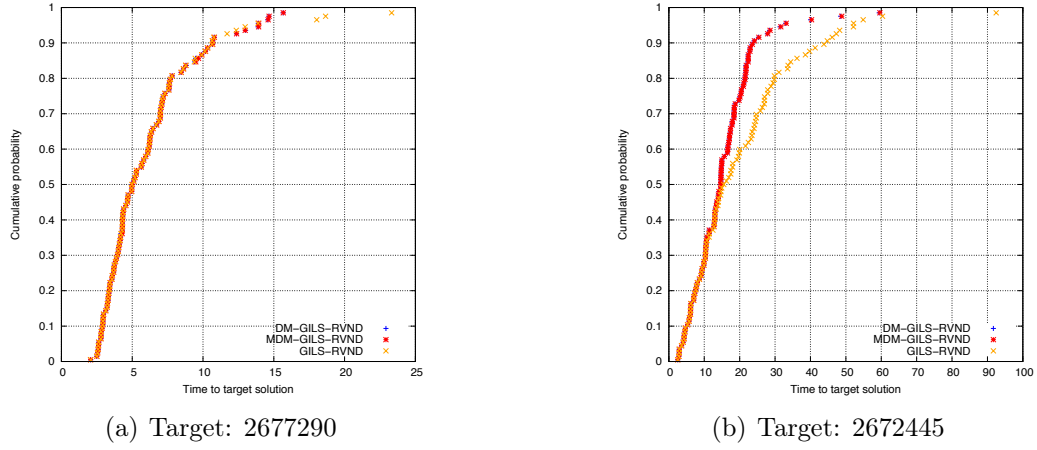 1
0.9
0.8
0.7
0.6
0.5
0.4
0.3
0.2
0.1
0
Cumulative probability
DM-GILS-RVND
MDM-GILS-RVND
GILS-RVND
0 5 10 15 20 25
Time to target solution
(a) Target: 2677290
1
0.9
0.8
0.7
0.6
0.5
0.4
0.3
0.2
0.1
0
Cumulative probability
DM-GILS-RVND
MDM-GILS-RVND
GILS-RVND
0 10 20 30 40 50 60 70 80 90 100
Time to target solution
(b) Target: 2672445